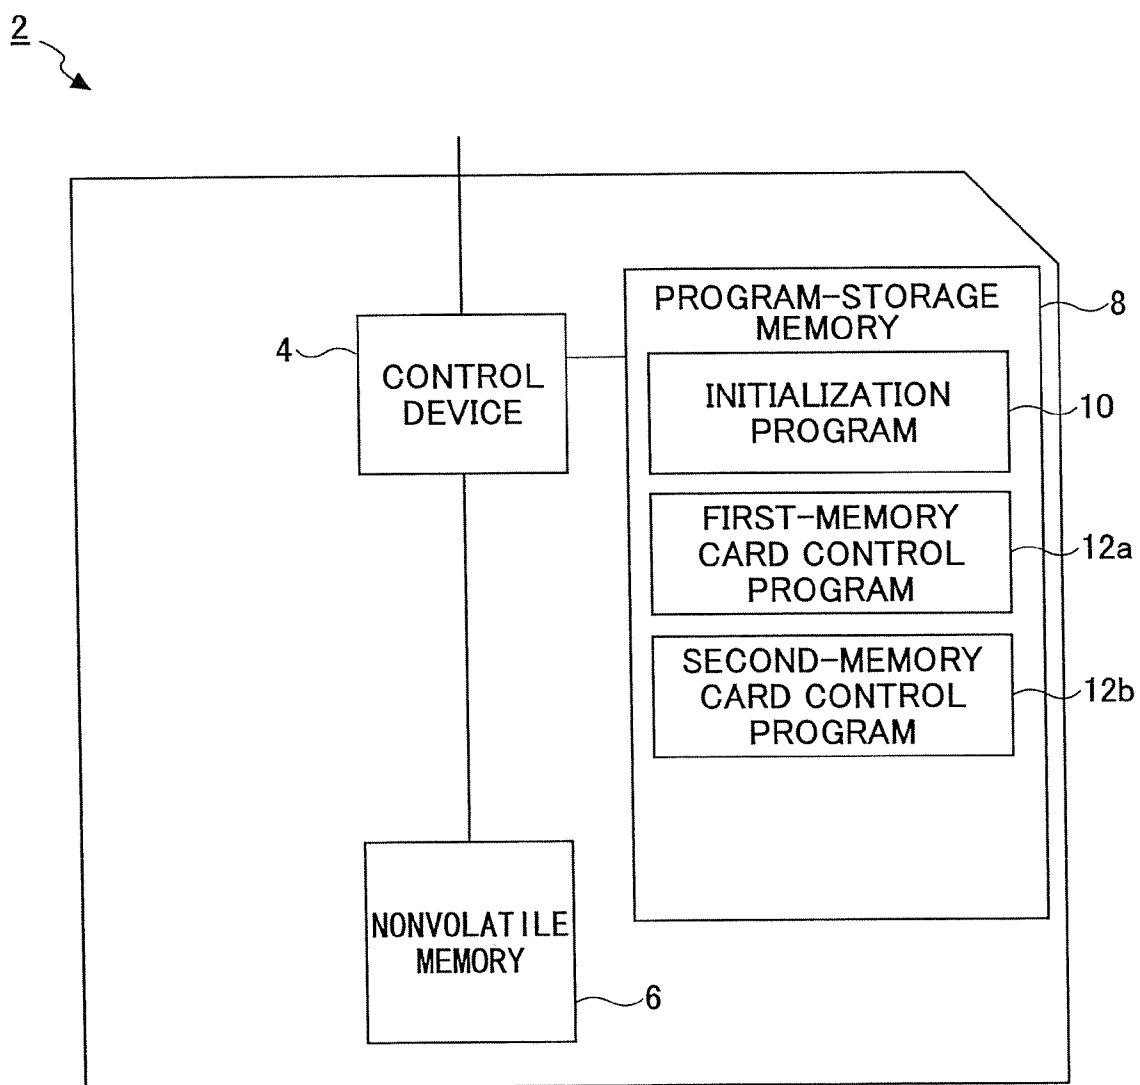 2
PROGRAM-STORAGE
MEMORY
8
4
CONTROL
DEVICE
INITIALIZATION
PROGRAM
10
FIRST-MEMORY
CARD CONTROL
PROGRAM
12a
SECOND-MEMORY
CARD CONTROL
PROGRAM
12b
NONVOLATILE
MEMORY
6